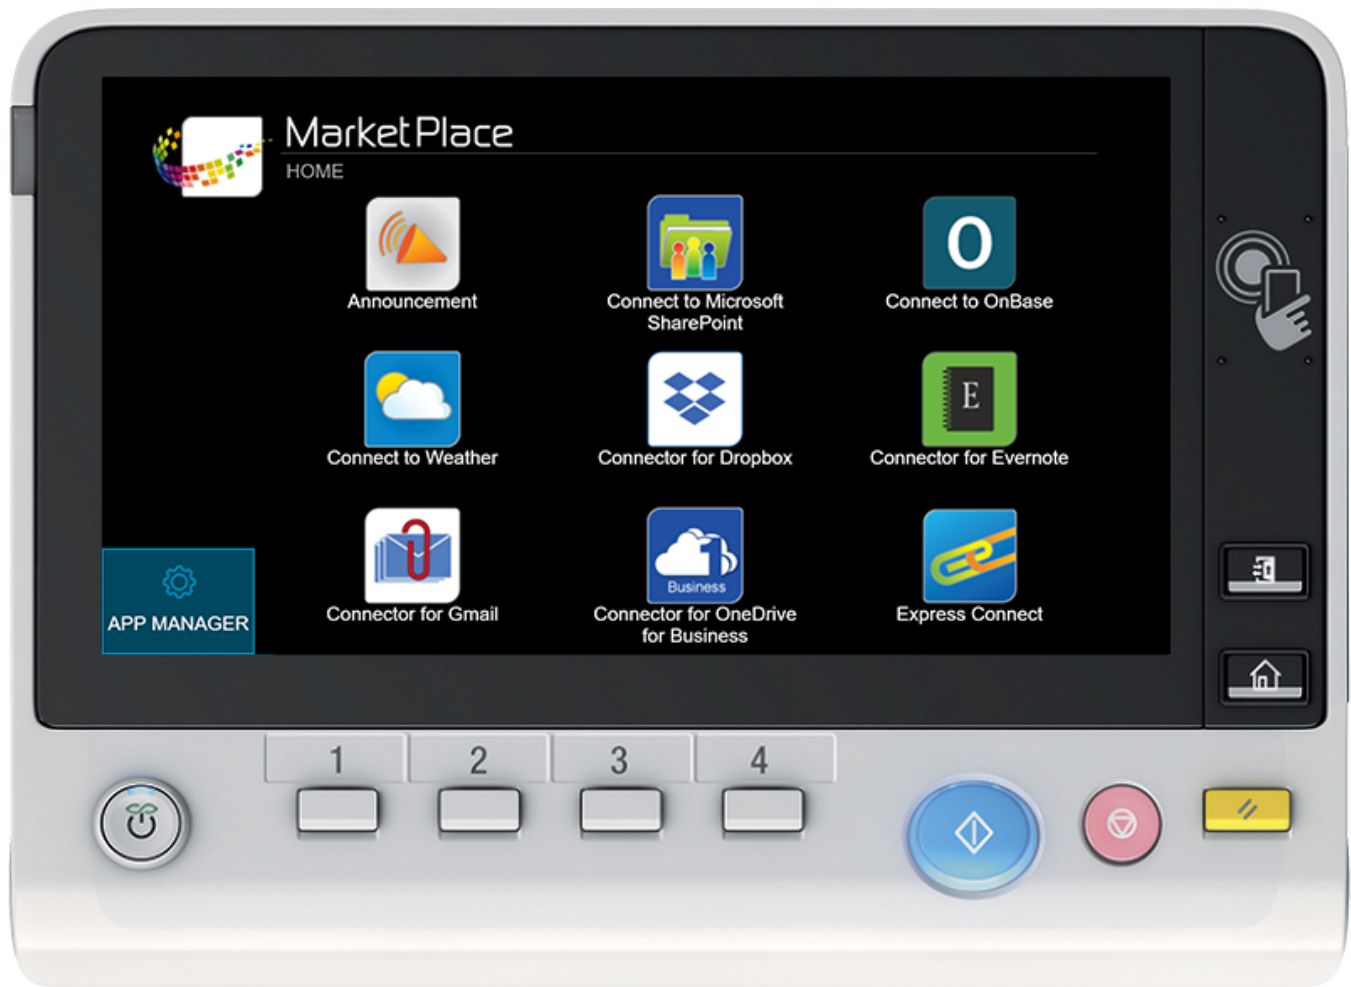 MarketPlace
HOME
Announcement
Connect to Microsoft
SharePoint
O
Connect to OnBase
Connect to Weather
Connector for Dropbox
E
Connector for Evernote
Connector for Gmail
1
Business
Connector for OneDrive
for Business
Express Connect
APP MANAGER
1 2 3 4